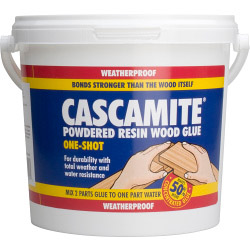 WEATHERPROOF
BONDS STRONGER THAN THE WOOD ITSELF
CASCAMITE®
POWDERED RESIN WOOD GLUE
ONE-SHOT
For durability with
total weather and
water resistance
50%
MIX 2 PARTS GLUE TO ONE PART WATER
WEATHERPROOF